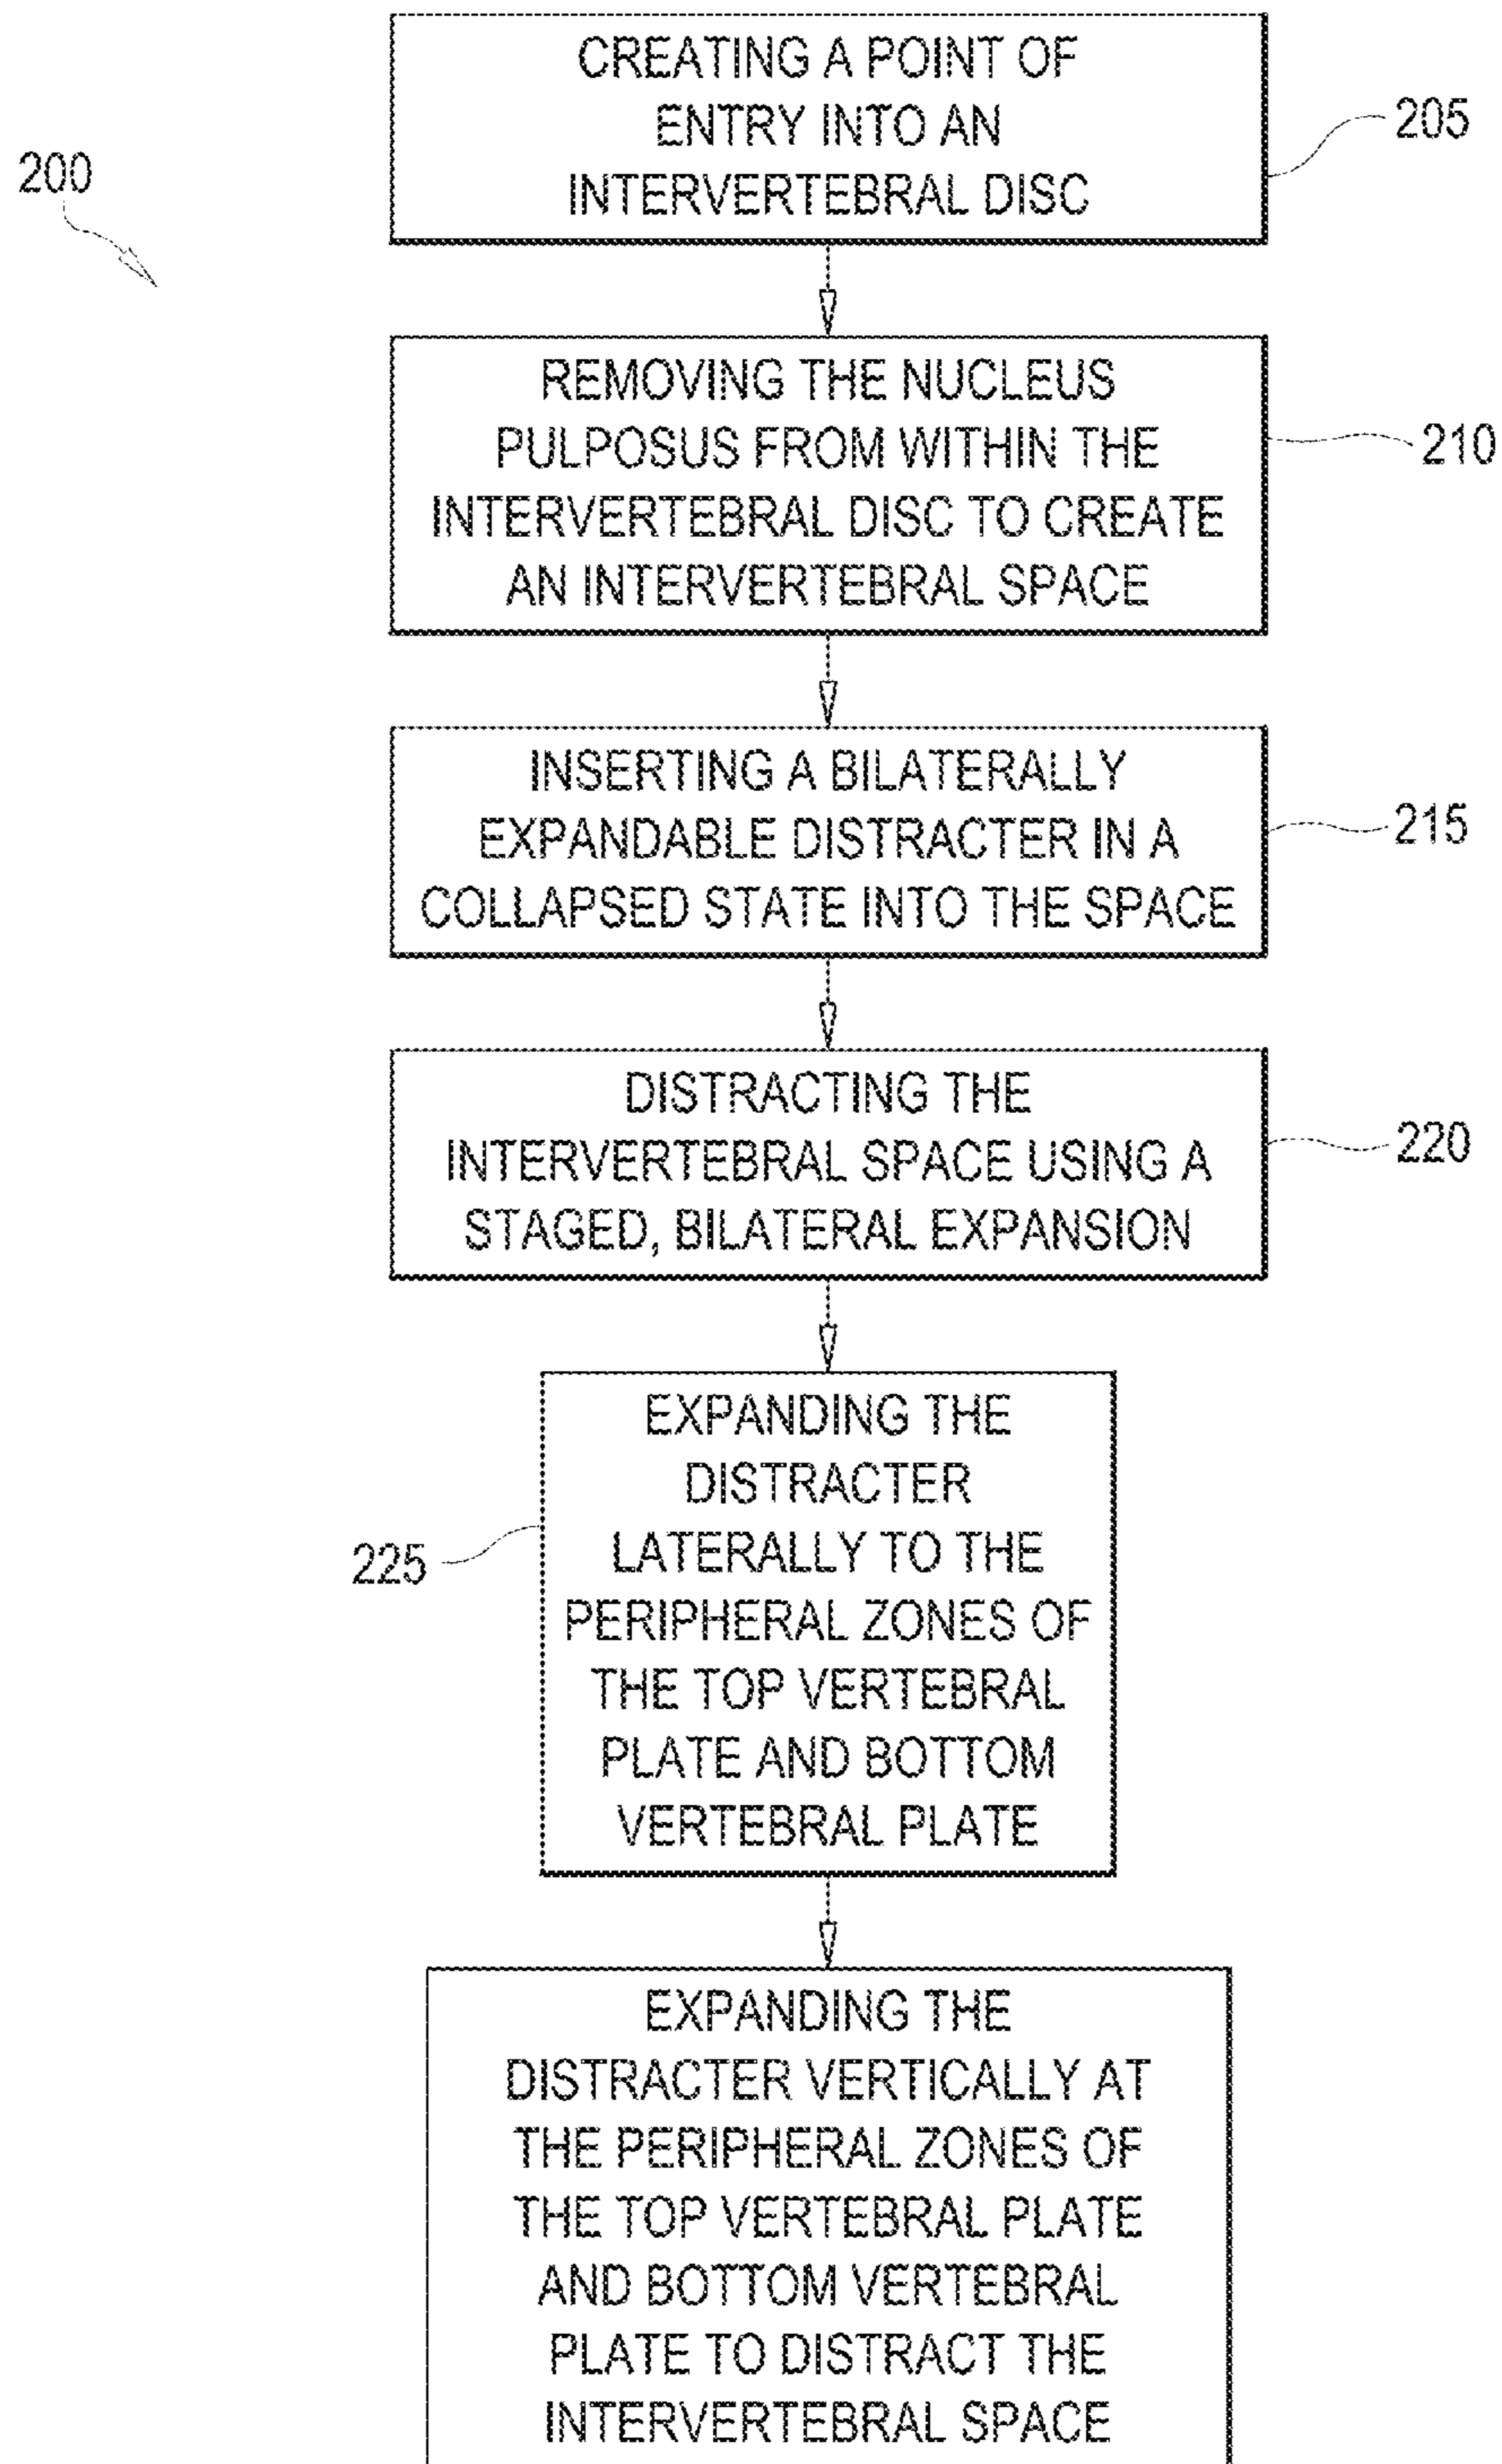 200
CREATING A POINT OF
ENTRY INTO AN
INTERVERTEBRAL DISC
205
REMOVING THE NUCLEUS
PULPOSUS FROM WITHIN THE
INTERVERTEBRAL DISC TO CREATE
AN INTERVERTEBRAL SPACE
210
INSERTING A BILATERALLY
EXPANDABLE DISTRACTER IN A
COLLAPSED STATE INTO THE SPACE
215
DISTRACTING THE
INTERVERTEBRAL SPACE USING A
STAGED, BILATERAL EXPANSION
220
EXPANDING THE
DISTRACTER
LATERALLY TO THE
PERIPHERAL ZONES OF
THE TOP VERTEBRAL
PLATE AND BOTTOM
VERTEBRAL PLATE
225
EXPANDING THE
DISTRACTER VERTICALLY AT
THE PERIPHERAL ZONES OF
THE TOP VERTEBRAL PLATE
AND BOTTOM VERTEBRAL
PLATE TO DISTRACT THE
INTERVERTEBRAL SPACE